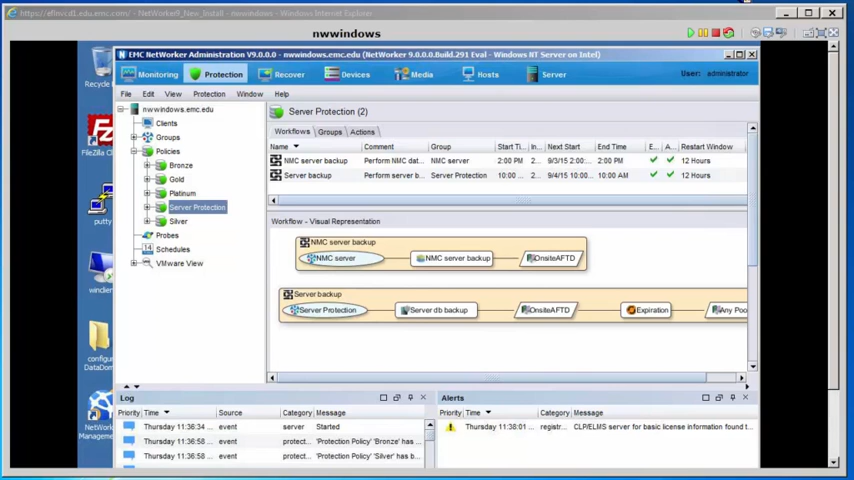 https://efinvcd1.edu.emc.com/ - NetWorker9_New_Install - nwwindows - Windows Internet Explorer
nwwindows
EMC NetWorker Administration V9.0.0.0 - nwwindows.emc.edu (NetWorker 9.0.0.0.Build.291 Eval - Windows NT Server on Intel)
Monitoring Protection Recover Devices Media Hosts Server User: administrator
File Edit View Protection Window Help
Recycle
FileZilla
putty
windien
configu
DataDom
NetWork
Managem
nwwindows.emc.edu
Clients
Groups
Policies
Bronze
Gold
Platinum
Server Protection
Silver
Probes
14 Schedules
VMware View
Server Protection (2)
Workflows Groups Actions
Name Comment Group Start Ti... In... Next Start End Time E... A... Restart Window
NMC server backup Perform NMC dat... NMC server 2:00 PM 2... 9/3/15 2:00:... 2:00 PM 12 Hours
Server backup Perform server b... Server Protection 10:00 ... 2... 9/4/15 10:00... 10:00 AM 12 Hours
Workflow - Visual Representation
NMC server backup
NMC server NMC server backup OnsiteAFTD
Server backup
Server Protection Server db backup OnsiteAFTD Expiration Any Poo
Log
Priority Time Source Category Message
Thursday 11:36:34 ... event server Started
Thursday 11:36:58 ... event protect... 'Protection Policy' 'Bronze' has ...
Thursday 11:36:58 ... event protect... 'Protection Policy' 'Silver' has b...
Alerts
Priority Time Category Message
Thursday 11:38:01 ... registr... CLP/ELMS server for basic license information found t...